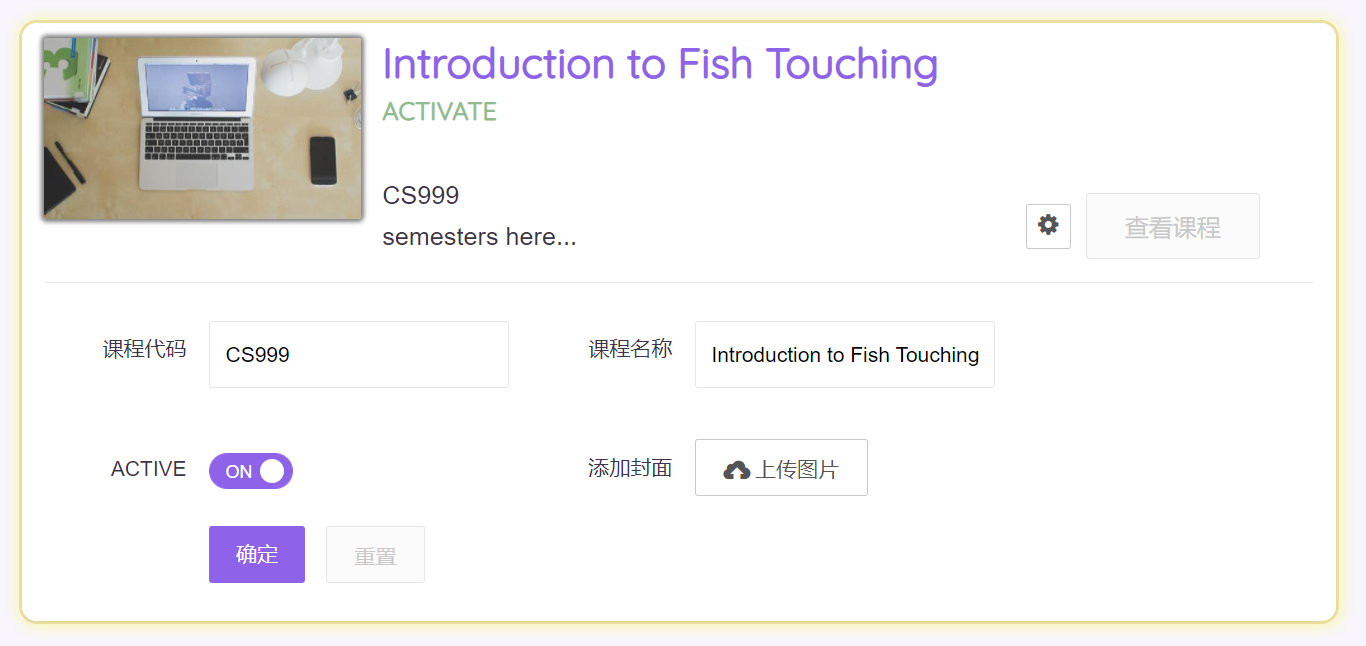 3
Introduction to Fish Touching
ACTIVATE
CS999
semesters here...
查看课程
课程代码
CS999
课程名称
Introduction to Fish Touching
ACTIVE
ON
添加封面
上传图片
确定
重置